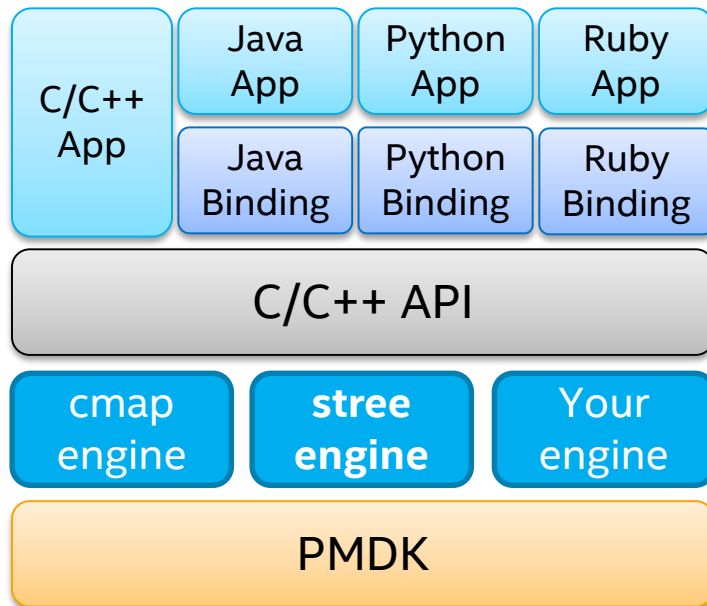 C/C++
App
Java
App
Python
App
Ruby
App
Java
Binding
Python
Binding
Ruby
Binding
C/C++ API
cmap
engine
stree
engine
Your
engine
PMDK